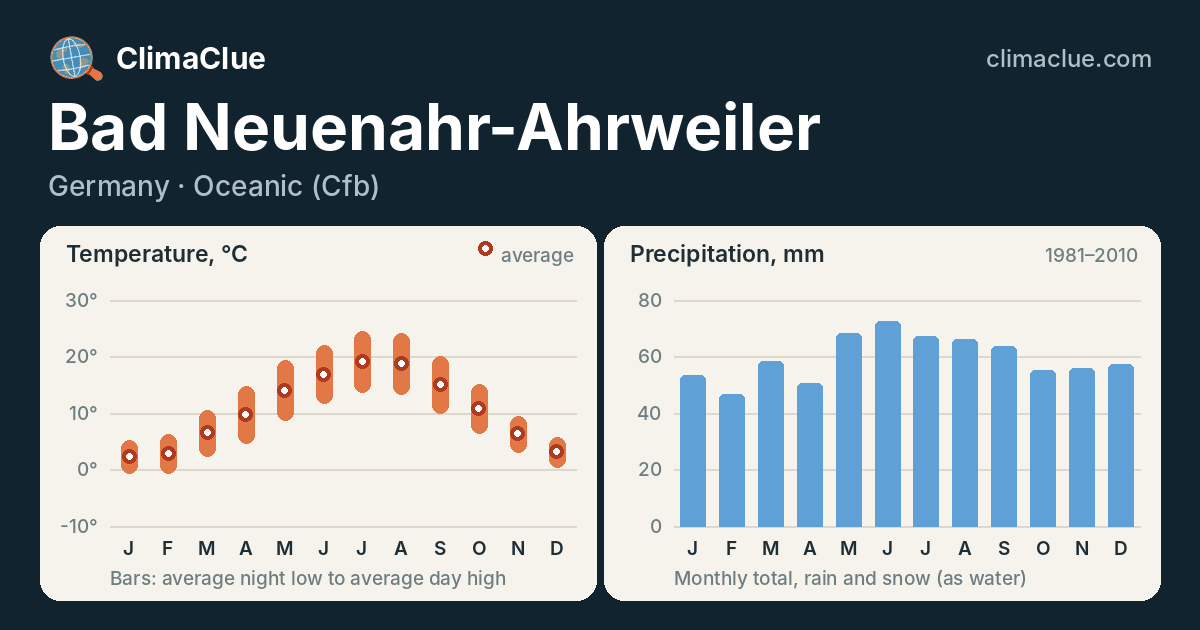 ClimaClue
climaclue.com
Bad Neuenahr-Ahrweiler
Germany · Oceanic (Cfb)
Temperature, °C
average
30°
20°
10°
0°
-10°
J F M A M J J A S O N D
Bars: average night low to average day high
Precipitation, mm
1981–2010
80
60
40
20
0
J F M A M J J A S O N D
Monthly total, rain and snow (as water)